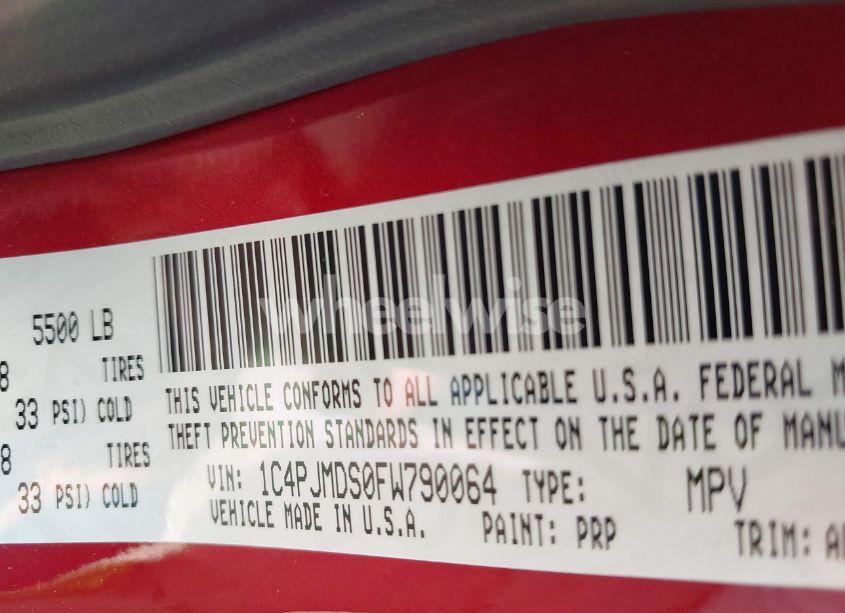 5500 LB
8 TIRES
33 PSI) COLD
8 TIRES
33 PSI) COLD
wheelwise
THIS VEHICLE CONFORMS TO ALL APPLICABLE U.S.A. FEDERAL M
THEFT PREVENTION STANDARDS IN EFFECT ON THE DATE OF MANU
VIN: 1C4PJMDS0FW790064 TYPE: MPV
VEHICLE MADE IN U.S.A. PAINT: PRP TRIM: